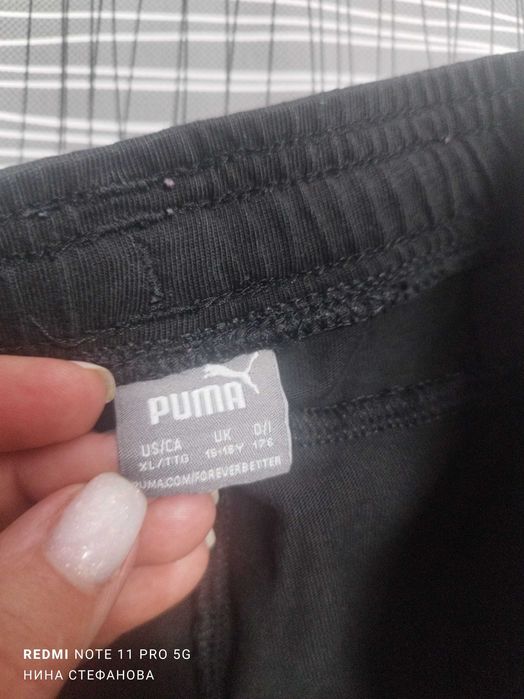 PUMA
US/CA UK D/I
XL/TTG 15-16Y 176
PUMA.COM/FOREVERBETTER
REDMI NOTE 11 PRO 5G
НИНА СТЕФАНОВА